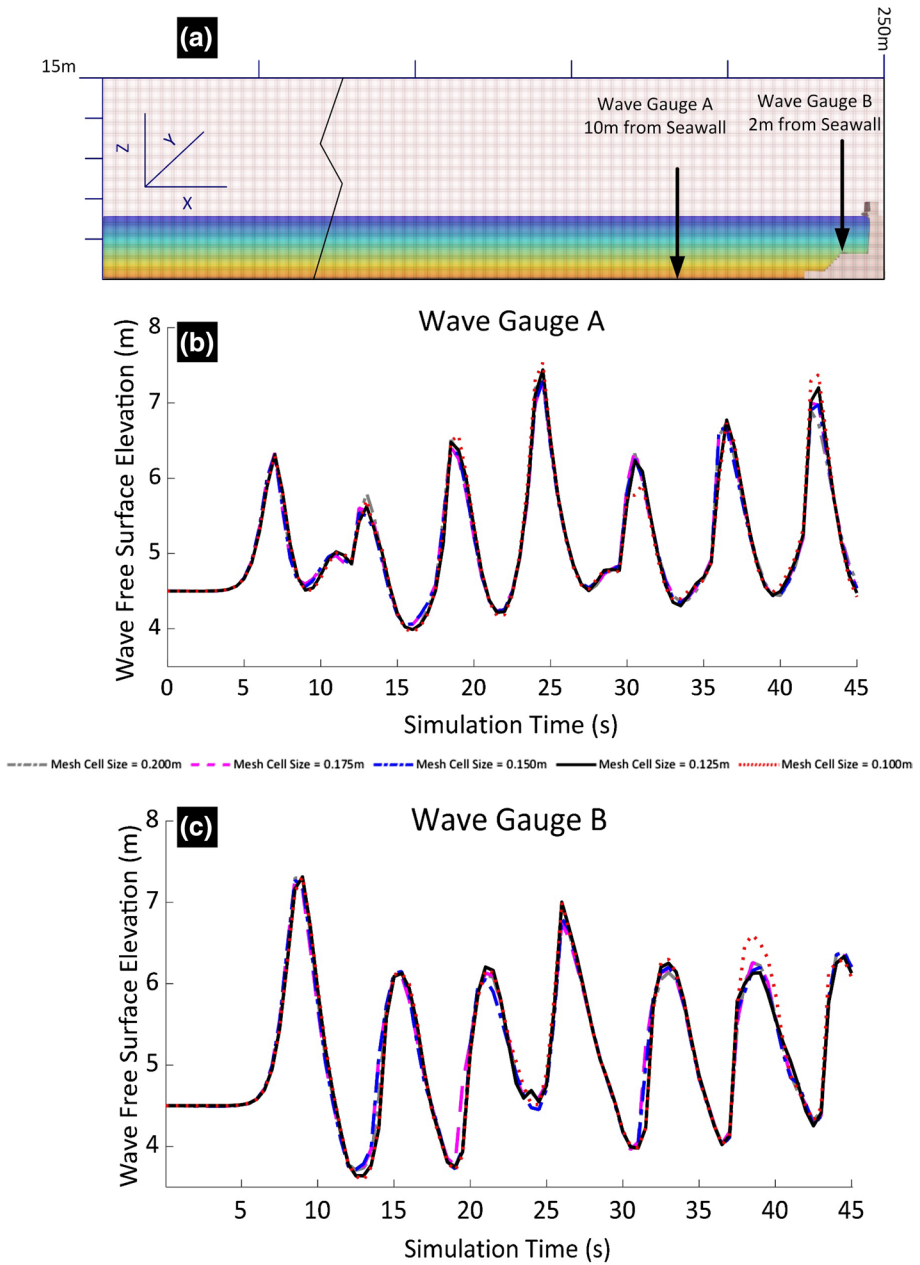 (a)
250m
15m
Wave Gauge A
10m from Seawall
Wave Gauge B
2m from Seawall
Z
Y
X
(b)
Wave Gauge A
Wave Free Surface Elevation (m)
8
7
6
5
4
0 5 10 15 20 25 30 35 40 45
Simulation Time (s)
Mesh Cell Size = 0.200m Mesh Cell Size = 0.175m Mesh Cell Size = 0.150m Mesh Cell Size = 0.125m Mesh Cell Size = 0.100m
(c)
Wave Gauge B
Wave Free Surface Elevation (m)
8
7
6
5
4
5 10 15 20 25 30 35 40 45
Simulation Time (s)